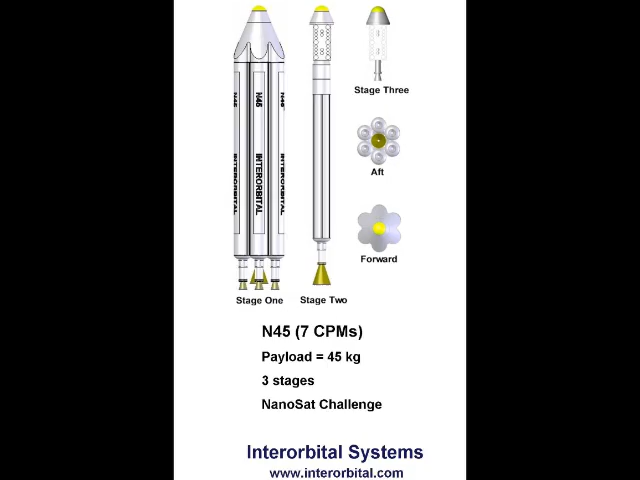 N45
N45
N45
INTERORBITAL
INTERORBITAL
INTERORBITAL
Stage One
Stage Two
Stage Three
Aft
Forward
N45 (7 CPMs)
Payload = 45 kg
3 stages
NanoSat Challenge
Interorbital Systems
www.interorbital.com